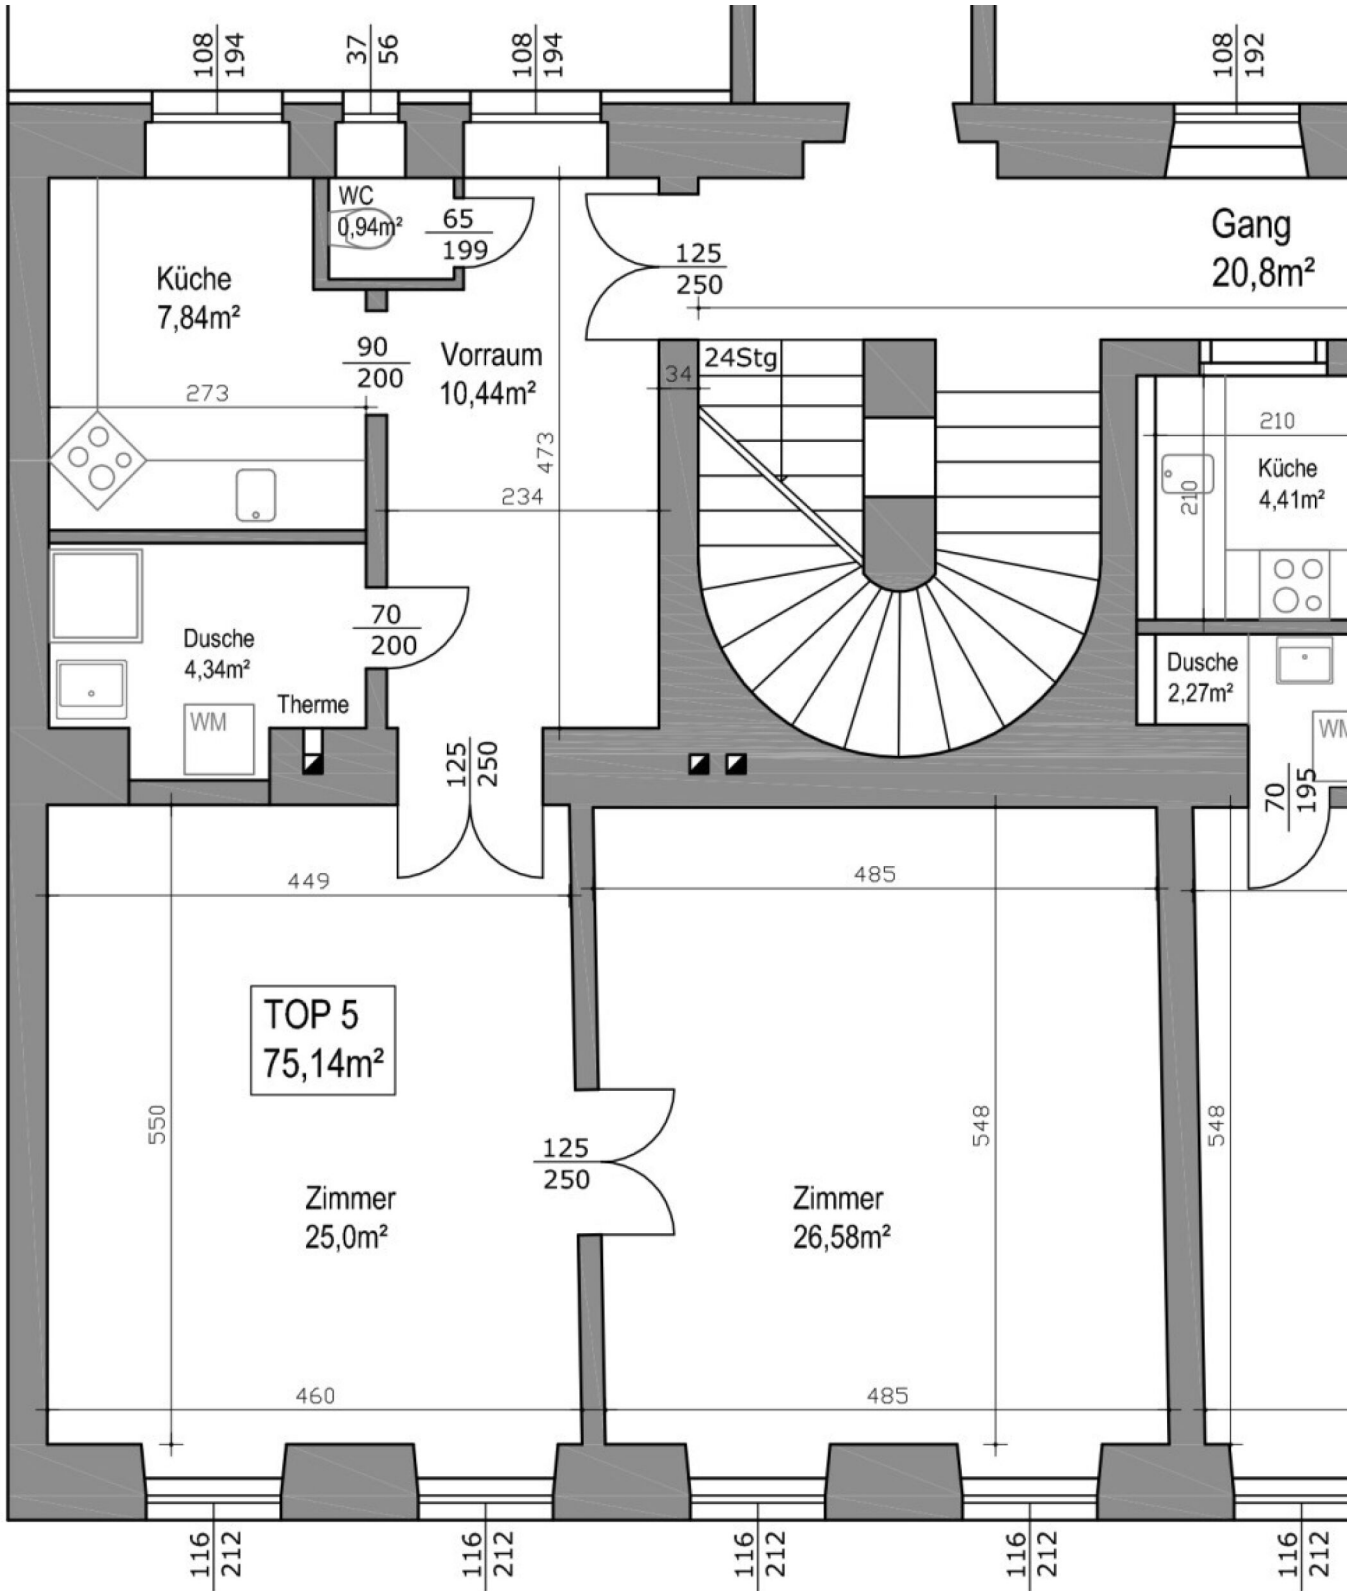 108
194
37
56
108
194
108
192
WC
0,94m²
65
199
Gang
20,8m²
125
250
Küche
7,84m²
90
200
Vorraum
10,44m²
24Stg
34
273
473
234
210
210
Küche
4,41m²
70
200
Dusche
4,34m²
Therme
WM
Dusche
2,27m²
WM
125
250
70
195
449
485
TOP 5
75,14m²
550
548
548
125
250
Zimmer
25,0m²
Zimmer
26,58m²
460
485
116
212
116
212
116
212
116
212
116
212